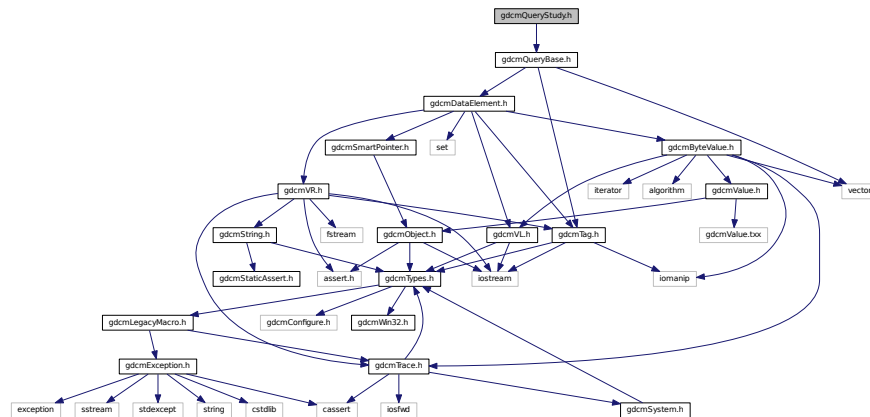 gdcmQueryStudy.h
gdcmQueryBase.h
gdcmDataElement.h
gdcmSmartPointer.h
set
gdcmByteValue.h
gdcmVR.h
iterator
algorithm
gdcmValue.h
vector
gdcmString.h
fstream
gdcmObject.h
gdcmVL.h
gdcmTag.h
gdcmValue.txx
gdcmStaticAssert.h
assert.h
gdcmTypes.h
iostream
iomanip
gdcmLegacyMacro.h
gdcmConfigure.h
gdcmWin32.h
gdcmException.h
gdcmTrace.h
exception
sstream
stdexcept
string
cstdlib
cassert
iosfwd
gdcmSystem.h